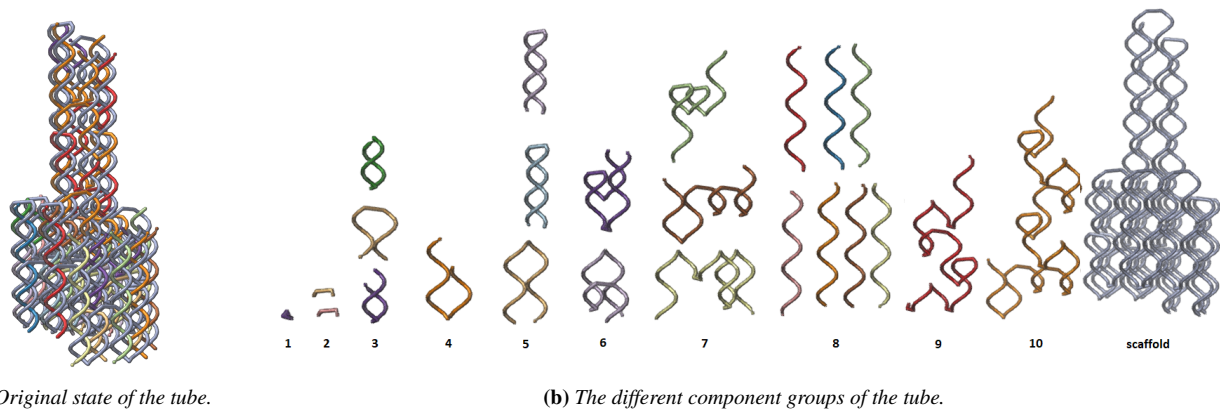 1 2 3 4 5 6 7 8 9 10 scaffold
Original state of the tube.
(b) The different component groups of the tube.